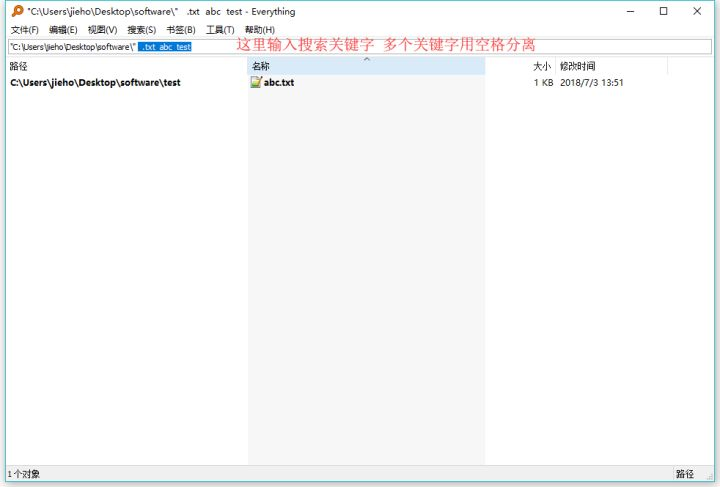 "C:\Users\jieho\Desktop\software\" .txt abc test - Everything
文件(F) 编辑(E) 视图(V) 搜索(S) 书签(B) 工具(T) 帮助(H)
"C:\Users\jieho\Desktop\software\" .txt abc test 这里输入搜索关键字 多个关键字用空格分离
路径 名称 大小 修改时间
C:\Users\jieho\Desktop\software\test abc.txt 1 KB 2018/7/3 13:51
1 个对象 路径